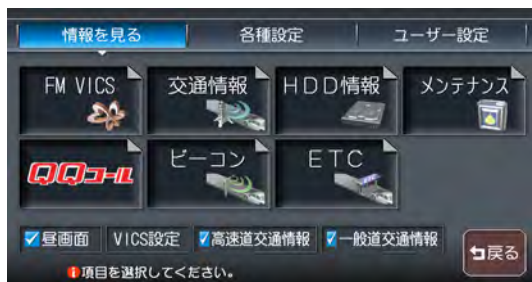 情報を見る 各種設定 ユーザー設定
FM VICS 交通情報 HDD情報 メンテナンス
QQコール ビーコン ETC
昼画面 VICS設定 高速道交通情報 一般道交通情報
戻る
項目を選択してください。